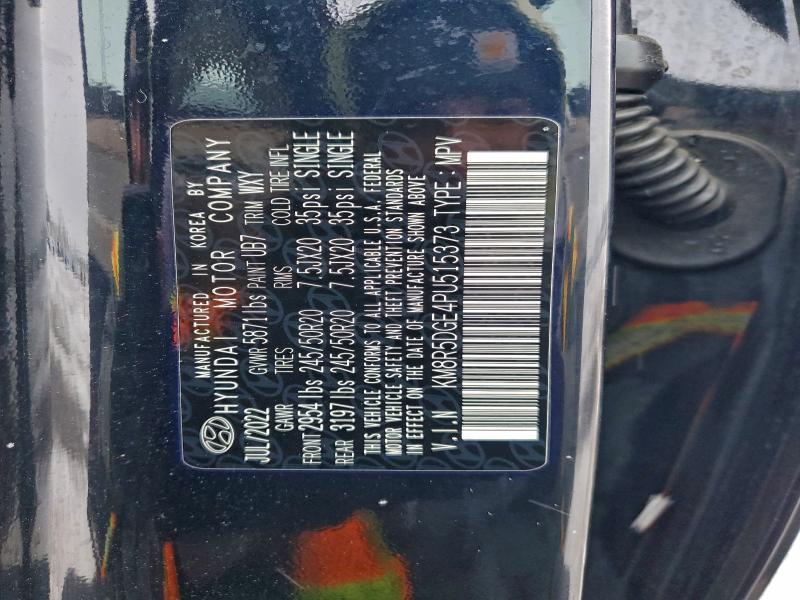 MANUFACTURED IN KOREA BY
HYUNDAI MOTOR COMPANY
JUL/2022 GVWR 5871 lbs PAINT UB7 TRIM WXY
GAWR TIRES RIMS COLD TIRE INFL
FRONT 2954 lbs 245/50R20 7.5JX20 35psi SINGLE
REAR 3197 lbs 245/50R20 7.5JX20 35psi SINGLE
THIS VEHICLE CONFORMS TO ALL APPLICABLE U.S.A. FEDERAL
MOTOR VEHICLE SAFETY AND THEFT PREVENTION STANDARDS
IN EFFECT ON THE DATE OF MANUFACTURE SHOWN ABOVE
V.I.N KM8R5DGE4PU515373 TYPE : MPV